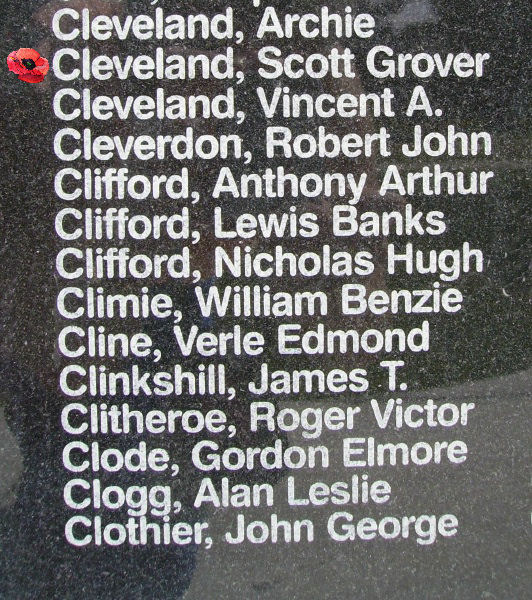 Cleveland, Archie
Cleveland, Scott Grover
Cleveland, Vincent A.
Cleverdon, Robert John
Clifford, Anthony Arthur
Clifford, Lewis Banks
Clifford, Nicholas Hugh
Climie, William Benzie
Cline, Verle Edmond
Clinkshill, James T.
Clitheroe, Roger Victor
Clode, Gordon Elmore
Clogg, Alan Leslie
Clothier, John George